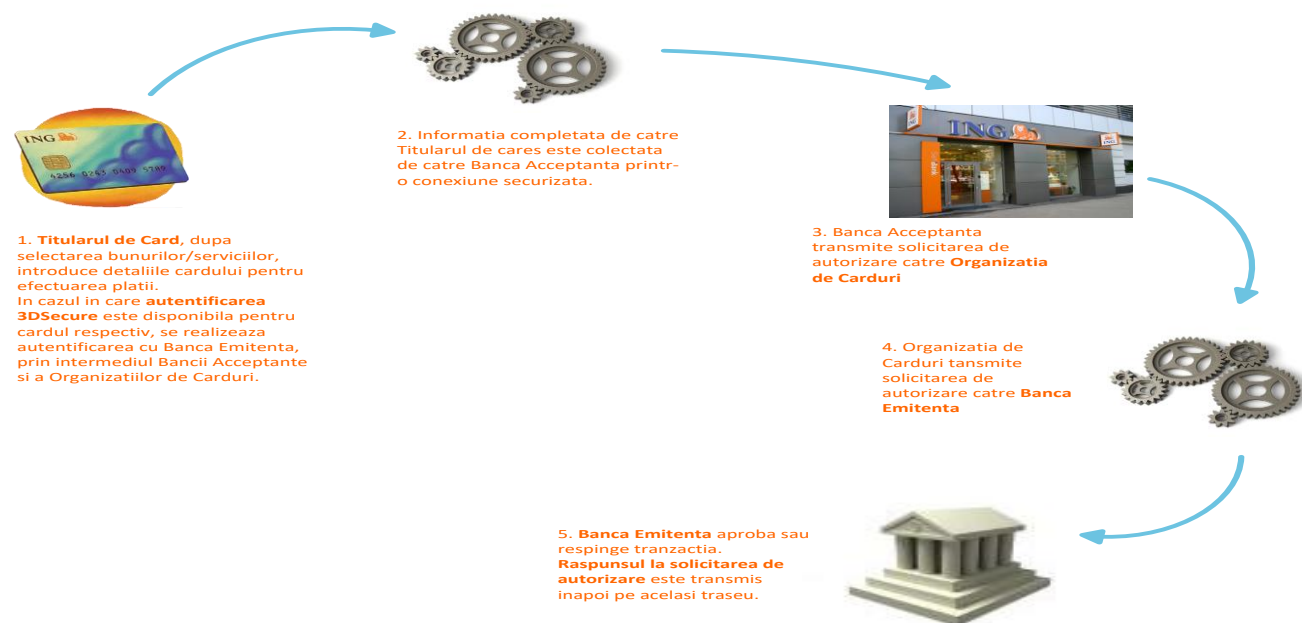 ING
4256 0263 0409 5789
2. Informatia completata de catre
Titularul de cares este colectata
de catre Banca Acceptanta printr-
o conexiune securizata.
ING
ING
1. Titularul de Card, dupa
selectarea bunurilor/serviciilor,
introduce detaliile cardului pentru
efectuarea platii.
In cazul in care autentificarea
3DSecure este disponibila pentru
cardul respectiv, se realizeaza
autentificarea cu Banca Emitenta,
prin intermediul Bancii Acceptante
si a Organizatiilor de Carduri.
3. Banca Acceptanta
transmite solicitarea de
autorizare catre Organizatia
de Carduri
4. Organizatia de
Carduri tansmite
solicitarea de
autorizare catre Banca
Emitenta
5. Banca Emitenta aproba sau
respinge tranzactia.
Raspunsul la solicitarea de
autorizare este transmis
inapoi pe acelasi traseu.